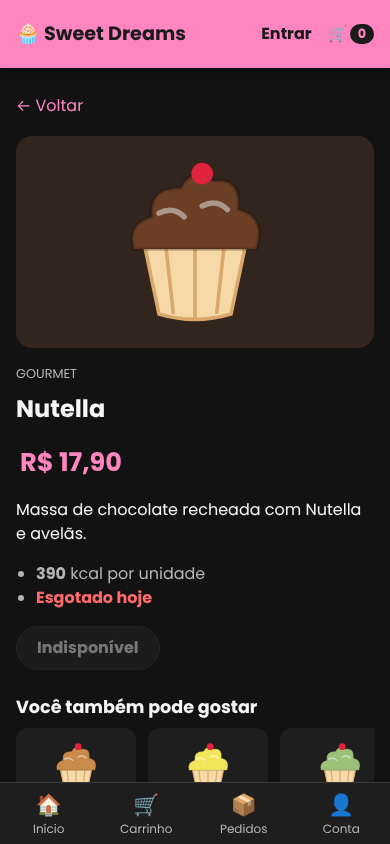 🧁 Sweet Dreams
Entrar 🛒 0
← Voltar
GOURMET
Nutella
R$ 17,90
Massa de chocolate recheada com Nutella
e avelãs.
• 390 kcal por unidade
• Esgotado hoje
Indisponível
Você também pode gostar
Início
Carrinho
Pedidos
Conta